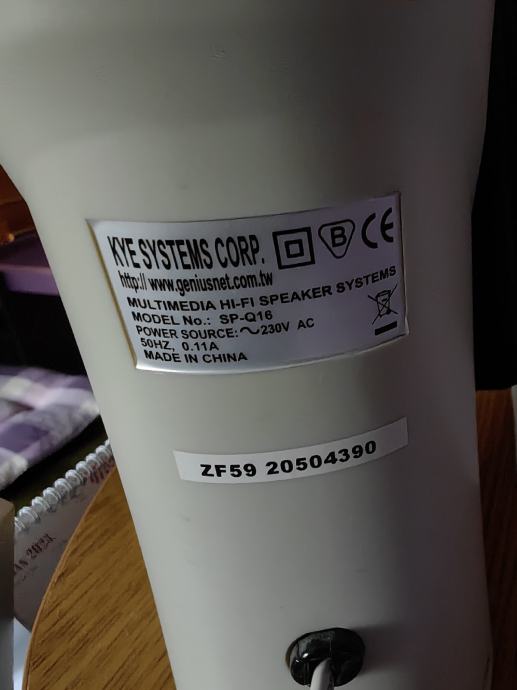 KYE SYSTEMS CORP.
B CE
http:// www.geniusnet.com.tw
MULTIMEDIA HI-FI SPEAKER SYSTEMS
MODEL No.: SP-Q16
POWER SOURCE:～230V AC
50HZ, 0.11A
MADE IN CHINA
ZF59 20504390